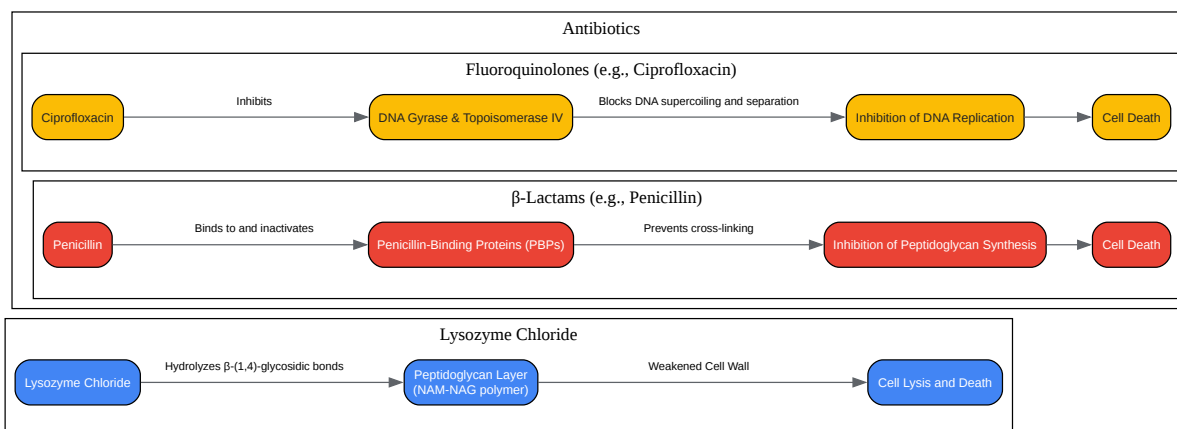 Antibiotics
Fluoroquinolones (e.g., Ciprofloxacin)
Ciprofloxacin
Inhibits
DNA Gyrase & Topoisomerase IV
Blocks DNA supercoiling and separation
Inhibition of DNA Replication
Cell Death
β-Lactams (e.g., Penicillin)
Penicillin
Binds to and inactivates
Penicillin-Binding Proteins (PBPs)
Prevents cross-linking
Inhibition of Peptidoglycan Synthesis
Cell Death
Lysozyme Chloride
Lysozyme Chloride
Hydrolyzes β-(1,4)-glycosidic bonds
Peptidoglycan Layer
(NAM-NAG polymer)
Weakened Cell Wall
Cell Lysis and Death